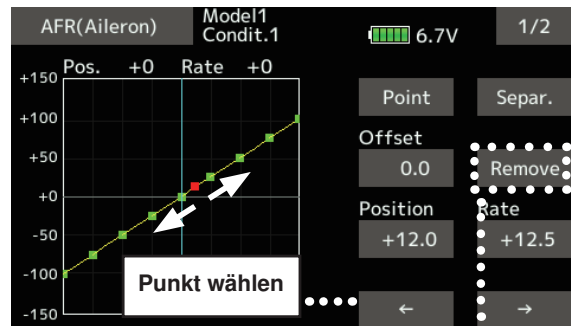 AFR(Aileron)
Model1
Condit.1
6.7V
1/2
Pos. +0 Rate +0
+150
+100
+50
+0
-50
-100
-150
Point
Separ.
Offset
0.0
Remove
Position
Rate
+12.0
+12.5
Punkt wählen
←
→